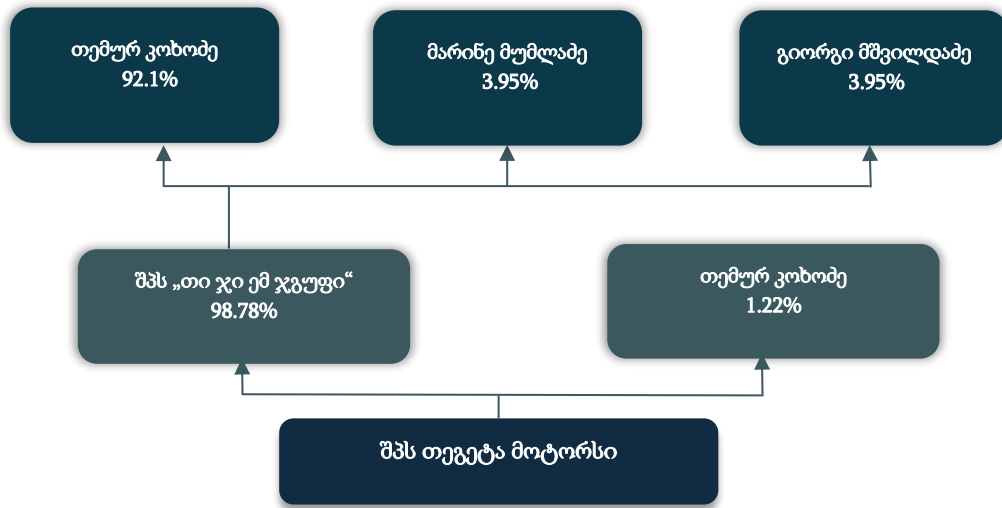 თემურ კოხოძე
92.1%
მარინე მუმლაძე
3.95%
გიორგი მშვილდაძე
3.95%
შპს „თი ჯი ემ ჯგუფი“
98.78%
თემურ კოხოძე
1.22%
შპს თეგეტა მოტორსი